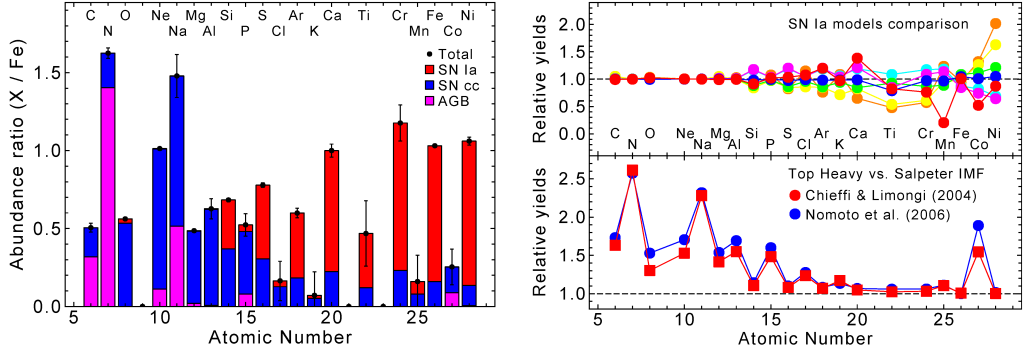 C O Ne Mg Si S Ar Ca Ti Cr Fe Ni
N Na Al P Cl K Mn Co
Total
SN Ia
SN cc
AGB
Abundance ratio (X / Fe)
1.5
1.0
0.5
0.0
5 10 15 20 25
Atomic Number
SN Ia models comparison
Relative yields
2.0
1.5
1.0
0.5
0.0
C O Ne Mg Si S Ar Ca Ti Cr Fe Ni
N Na Al P Cl K Mn Co
Top Heavy vs. Salpeter IMF
Chieffi & Limongi (2004)
Nomoto et al. (2006)
Relative yields
2.5
2.0
1.5
1.0
5 10 15 20 25
Atomic Number